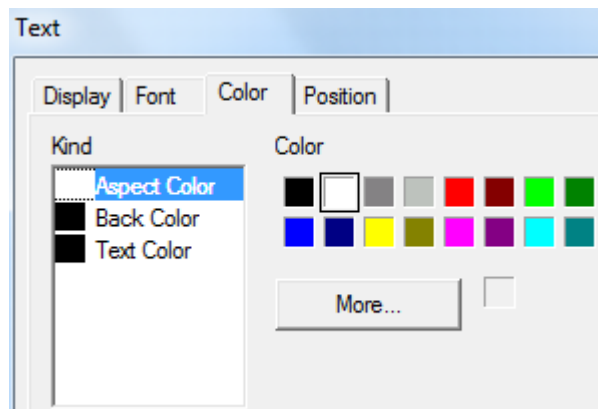 Text
Display Font Color Position
Kind Color
Aspect Color
Back Color
Text Color
More...